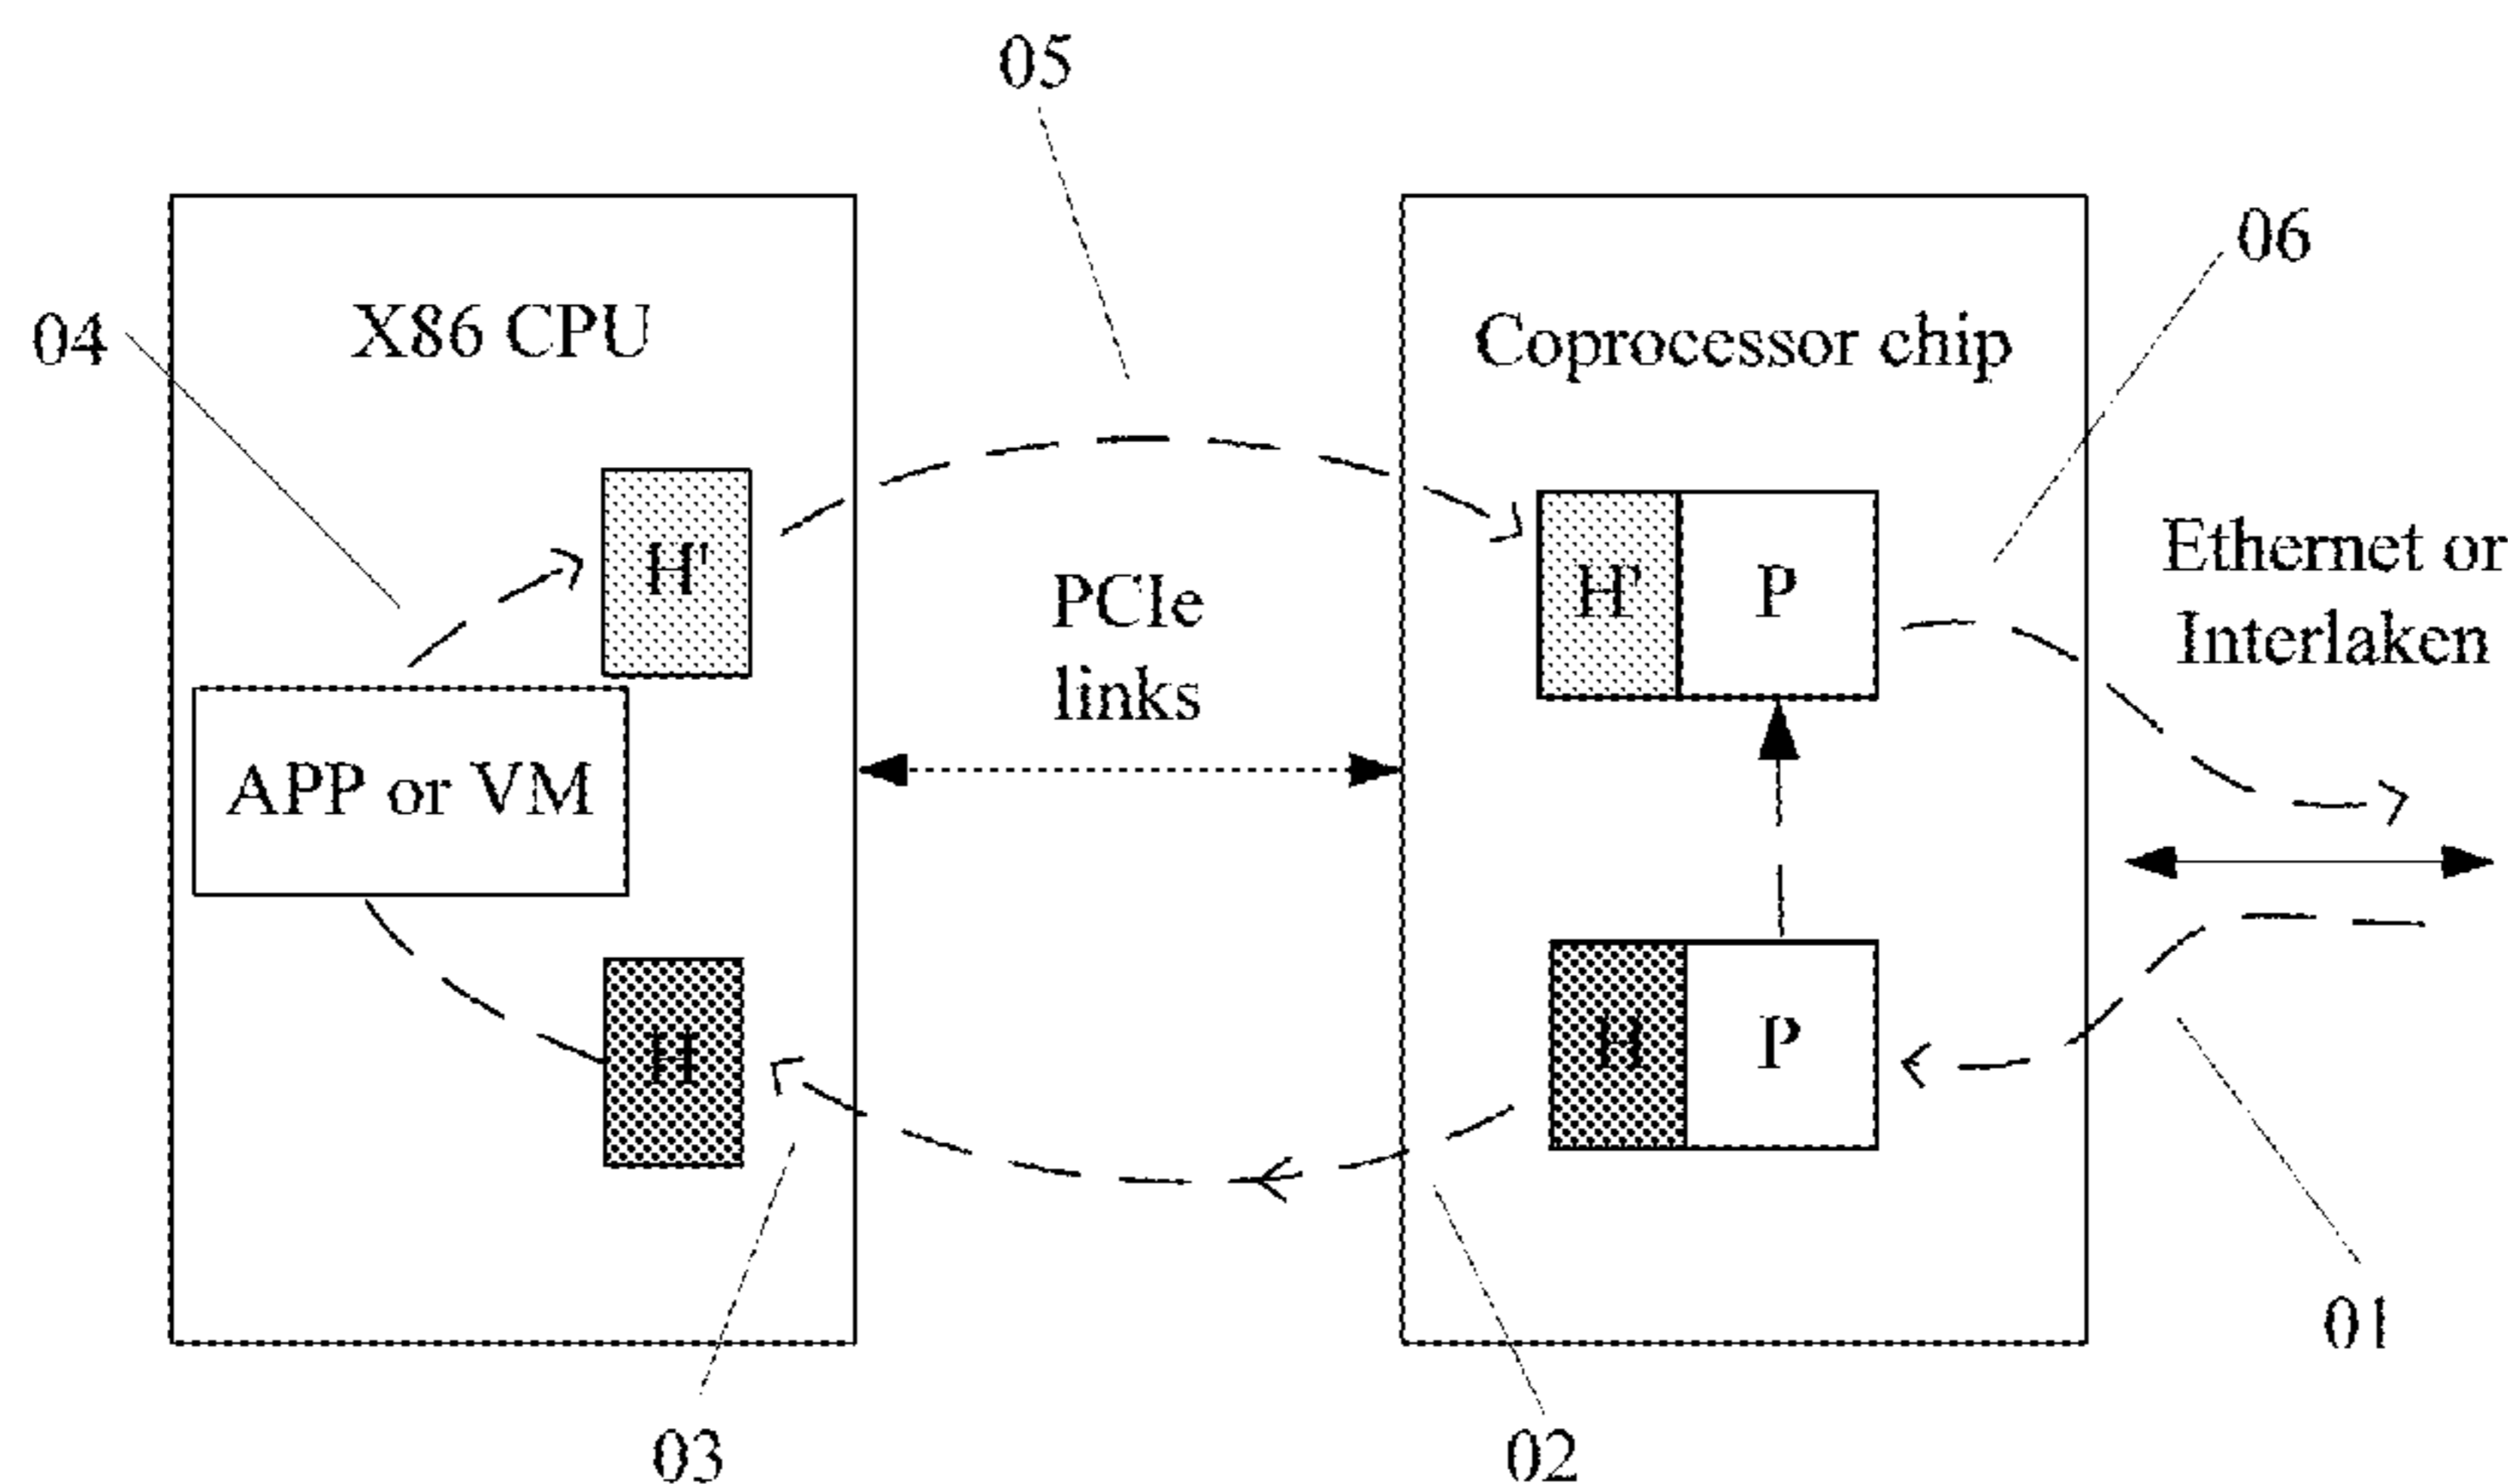 05
06
04
X86 CPU
Coprocessor chip
Ethernet or
Interlaken
H'
H'
P
PCIe
links
APP or VM
H
H
P
01
03
02